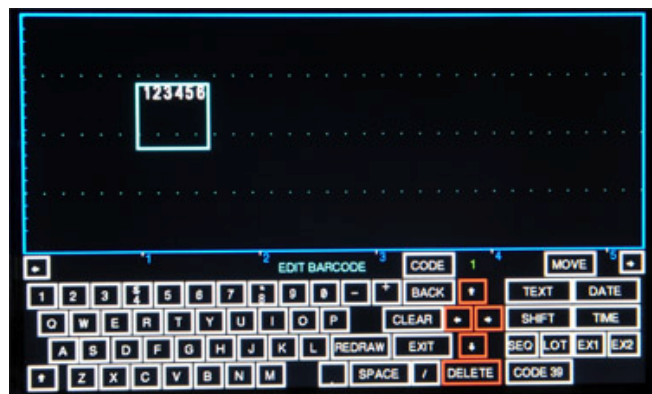 123456
1 2 3 4 5
EDIT BARCODE CODE 1 MOVE
1 2 3 $ 4 5 6 7 * 8 9 0 - + BACK TEXT DATE
Q W E R T Y U I O P CLEAR SHIFT TIME
A S D F G H J K L REDRAW EXIT SEQ LOT EX1 EX2
Z X C V B N M . SPACE / DELETE CODE 39